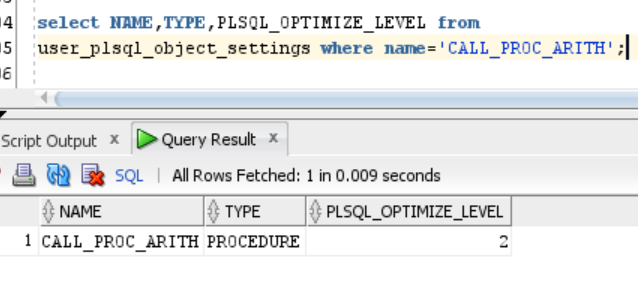 4 select NAME,TYPE,PLSQL_OPTIMIZE_LEVEL from
5 user_plsql_object_settings where name='CALL_PROC_ARITH';
6
Script Output x Query Result x
SQL | All Rows Fetched: 1 in 0.009 seconds
NAME TYPE PLSQL_OPTIMIZE_LEVEL
1 CALL_PROC_ARITH PROCEDURE 2